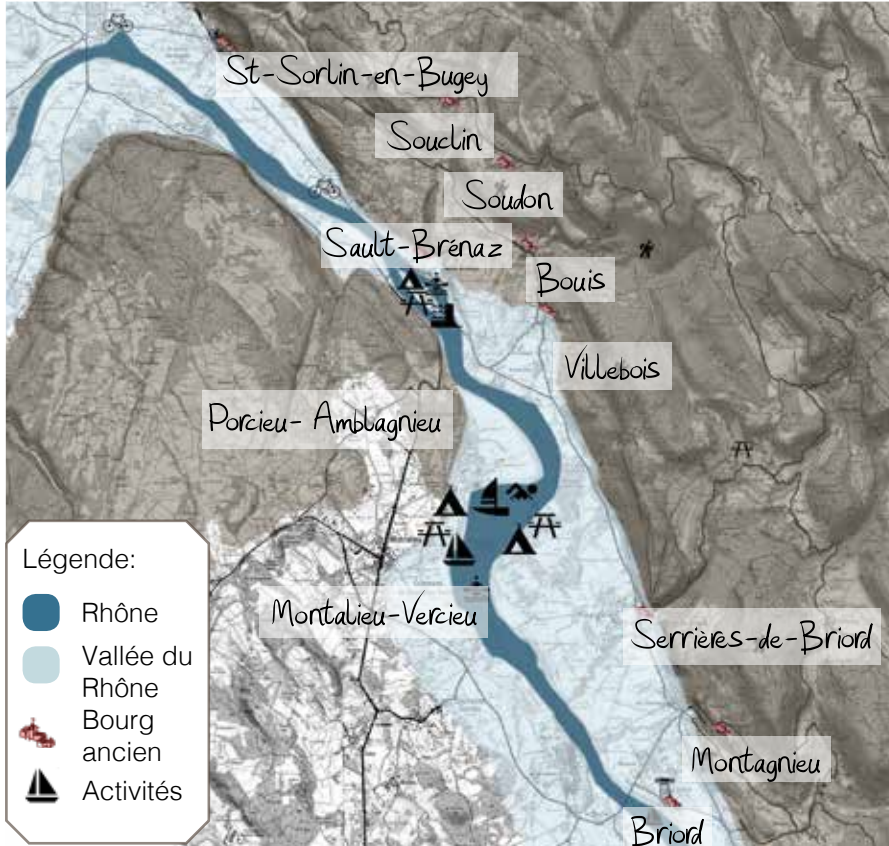 St-Sorlin-en-Bugey
Souclin
Soudon
Sault-Brénaz
Bouis
Villebois
Porcieu-Amblagnieu
Montalieu-Vercieu
Serrières-de-Briord
Montagnieu
Briord
Légende:
Rhône
Vallée du
Rhône
Bourg
ancien
Activités